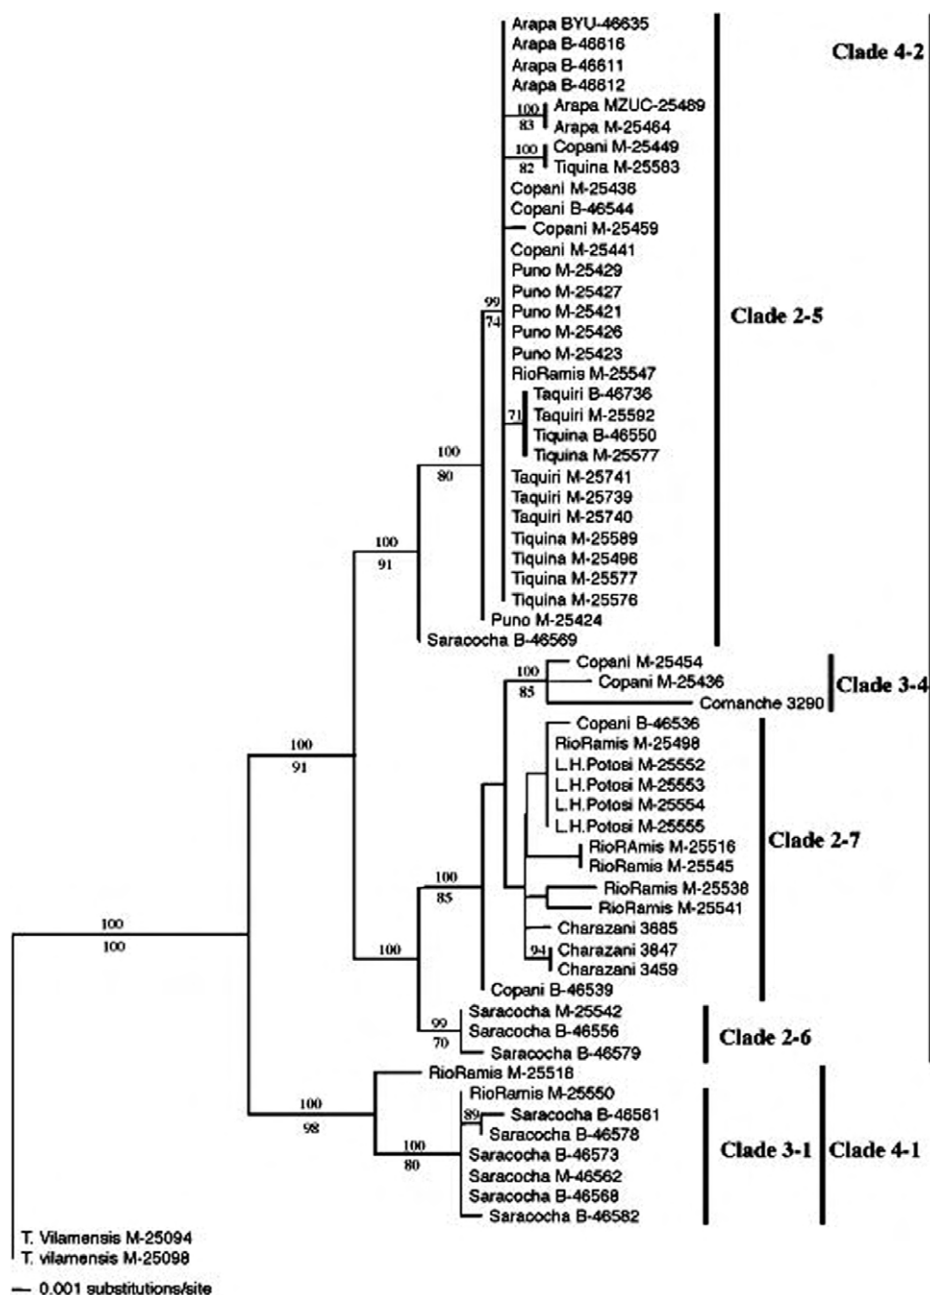 Arapa BYU-46635
Clade 4-2
Arapa B-46616
Arapa B-46611
Arapa B-46612
100
83
Arapa MZUC-25489
Arapa M-25464
100
82
Copani M-25449
Tiquina M-25583
Copani M-25438
Copani B-46544
Copani M-25459
Copani M-25441
Puno M-25429
Puno M-25427
99
74
Puno M-25421
Clade 2-5
Puno M-25426
Puno M-25423
RioRamis M-25547
Taquiri B-46736
71
Taquiri M-25592
Tiquina B-46550
Tiquina M-25577
100
80
Taquiri M-25741
Taquiri M-25739
Taquiri M-25740
Tiquina M-25589
100
91
Tiquina M-25496
Tiquina M-25577
Tiquina M-25576
Puno M-25424
Saracocha B-46569
100
85
Copani M-25454
Copani M-25436
Clade 3-4
Comanche 3290
Copani B-46536
100
91
RioRamis M-25498
L.H.Potosi M-25552
L.H.Potosi M-25553
L.H.Potosi M-25554
L.H.Potosi M-25555
Clade 2-7
RioRAmis M-25516
RioRamis M-25545
100
85
RioRamis M-25538
RioRamis M-25541
100
100
Charazani 3685
100
94
Charazani 3847
Charazani 3459
Copani B-46539
99
70
Saracocha M-25542
Saracocha B-46556
Clade 2-6
Saracocha B-46579
RioRamis M-25518
100
98
RioRamis M-25550
89
Saracocha B-46561
Saracocha B-46578
100
80
Saracocha B-46573
Clade 3-1
Clade 4-1
Saracocha M-46562
Saracocha B-46568
Saracocha B-46582
T. Vilamensis M-25094
T. vilamensis M-25098
0.001 substitutions/site